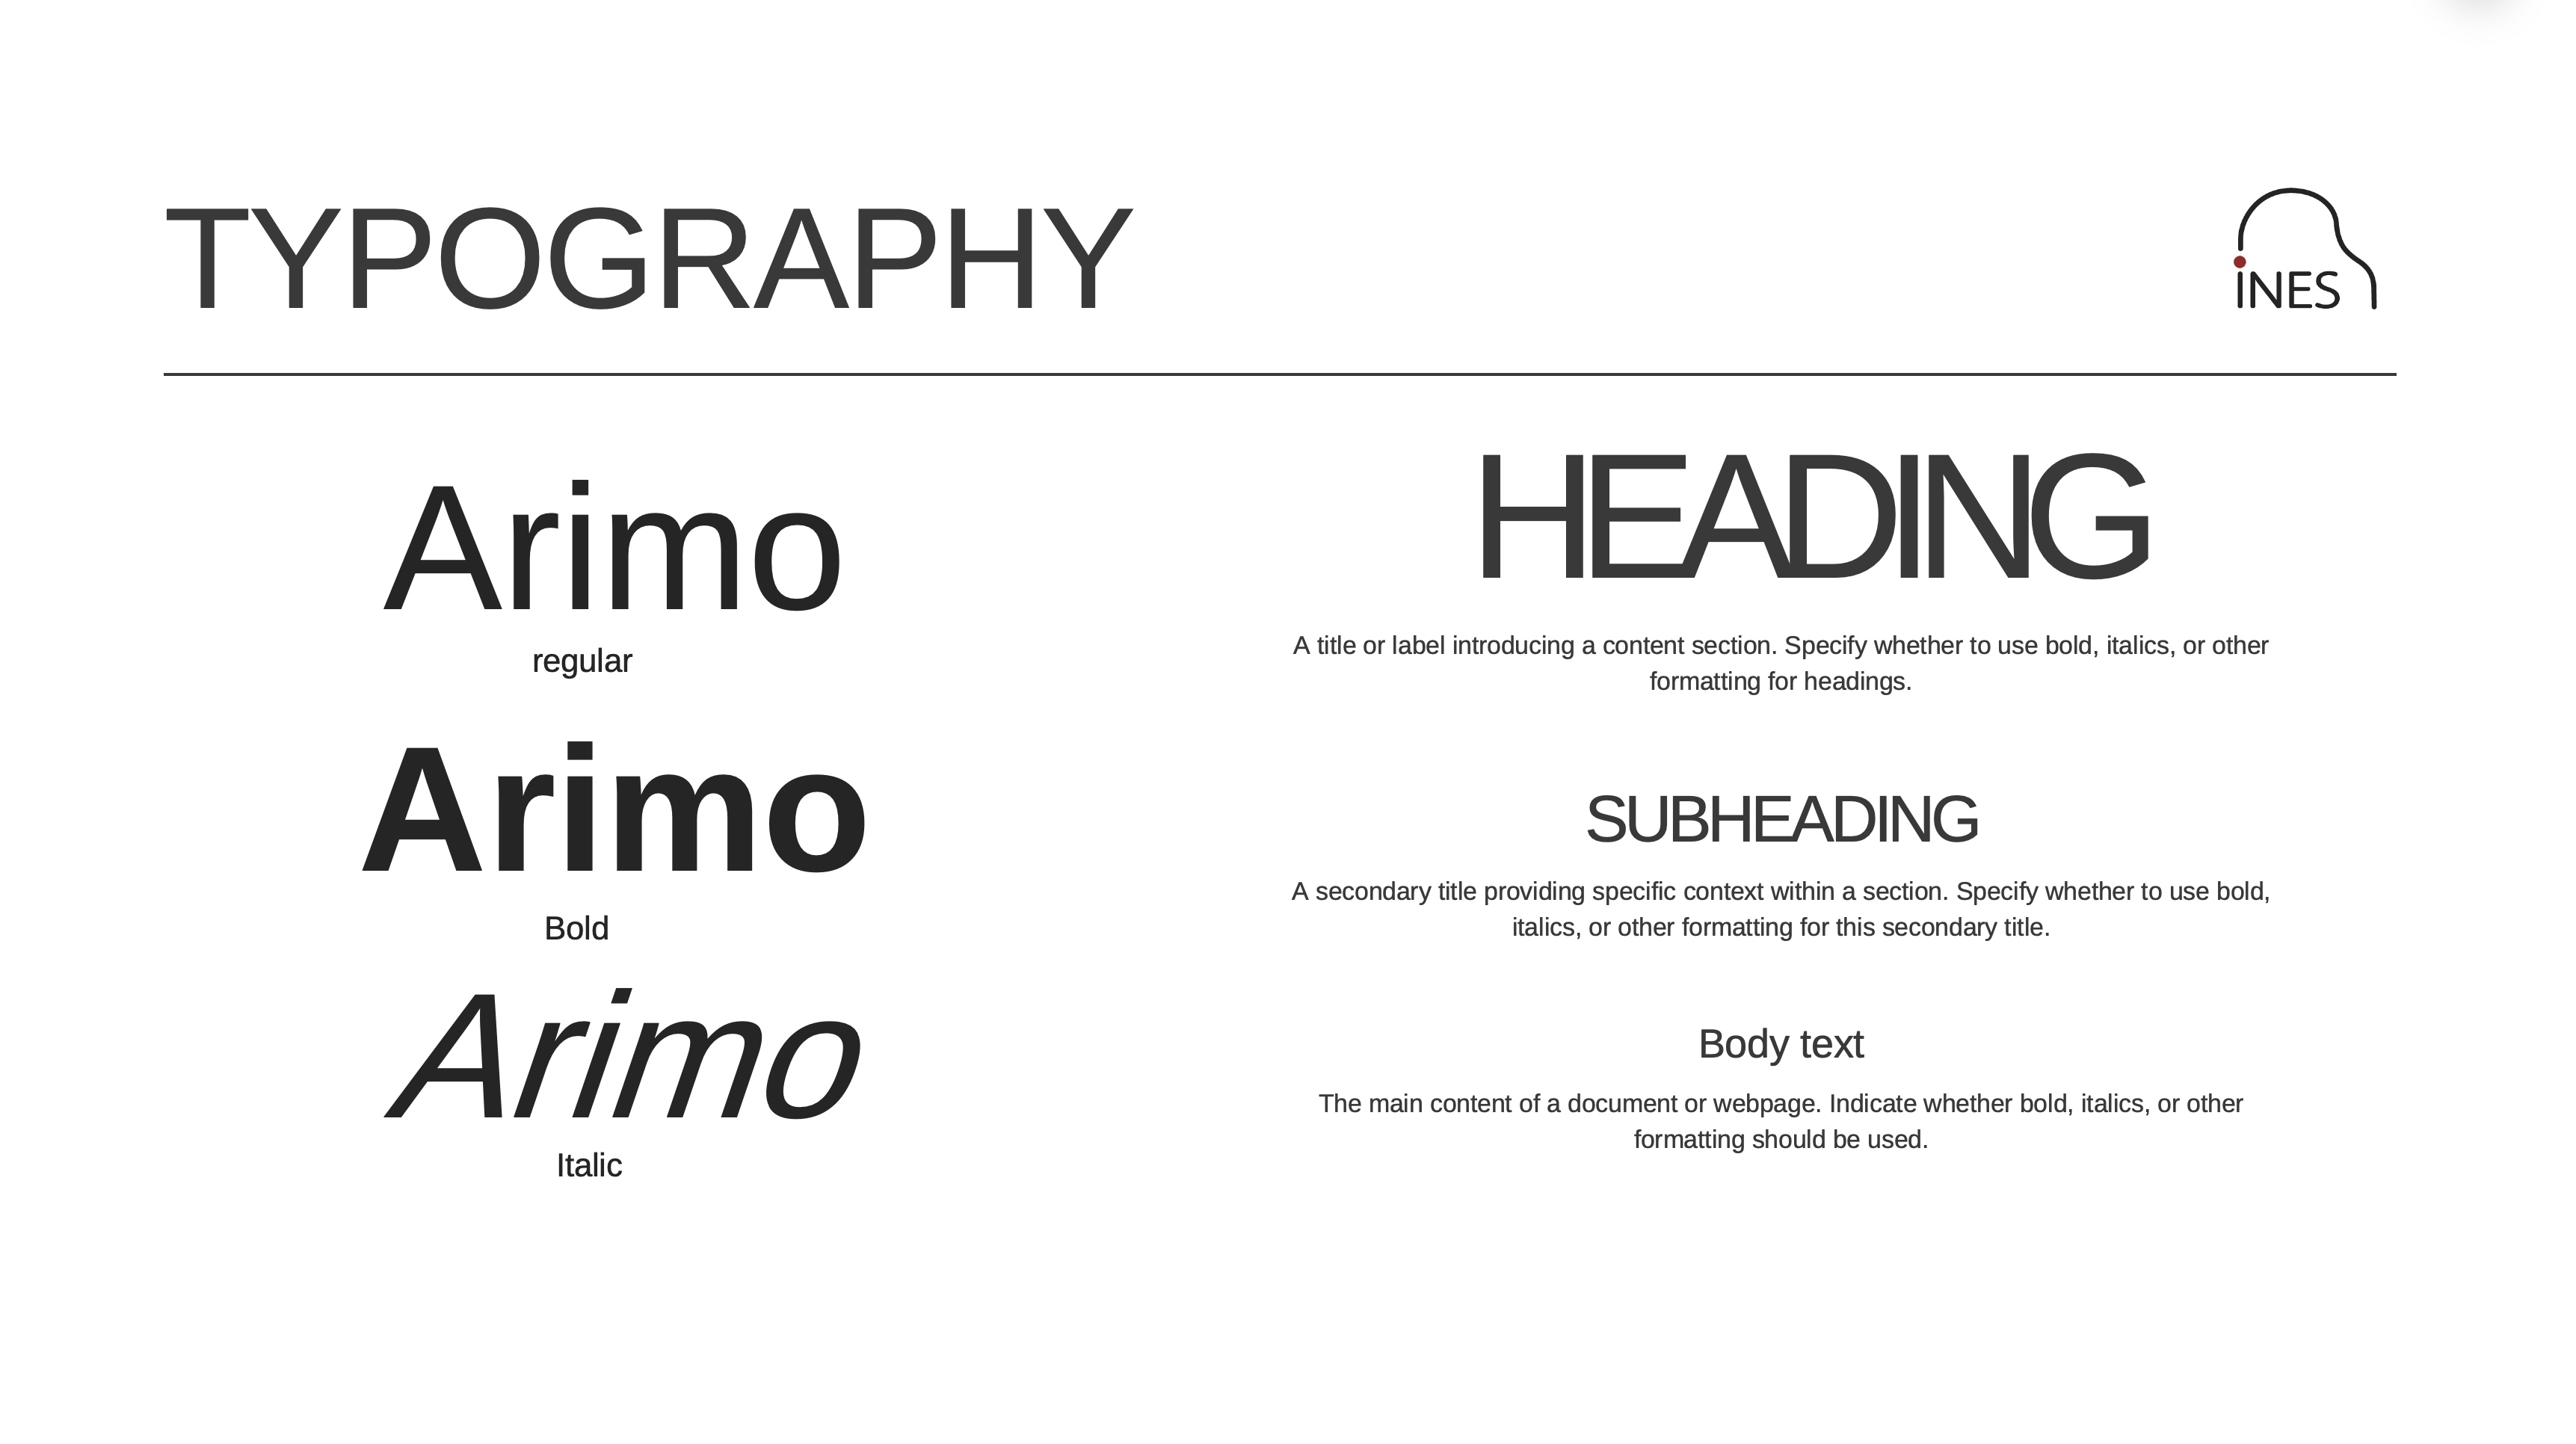 TYPOGRAPHY
iNES
Arimo
regular
Arimo
Bold
Arimo
Italic
HEADING
A title or label introducing a content section. Specify whether to use bold, italics, or other
formatting for headings.
SUBHEADING
A secondary title providing specific context within a section. Specify whether to use bold,
italics, or other formatting for this secondary title.
Body text
The main content of a document or webpage. Indicate whether bold, italics, or other
formatting should be used.